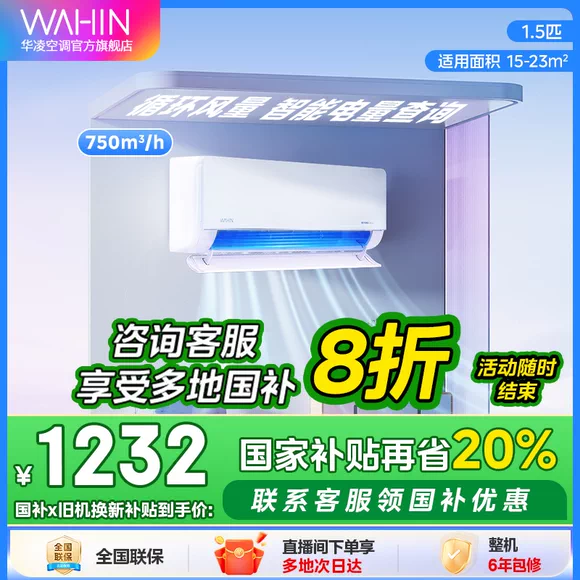 WAHIN
华凌空调官方旗舰店
1.5匹
适用面积 15-23m²
循环风量 智能电量查询
750m³/h
WAHIN
咨询客服
享受多地国补
8折
活动随时
结束
¥1232
国补x旧机换新补贴到手价:
国家补贴再省20%
联系客服领国补优惠
全国联保
全国联保
直播间下单享
多地次日达
整机
6年包修